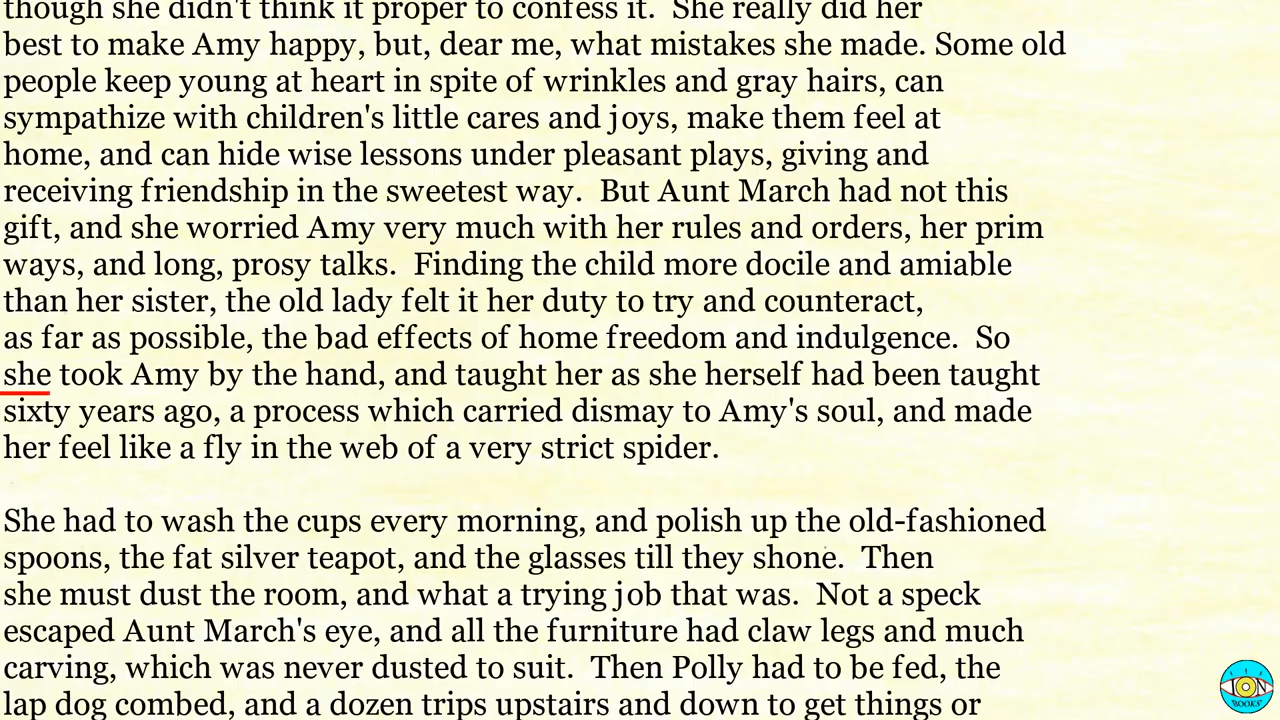 though she didn't think it proper to confess it.  She really did her
best to make Amy happy, but, dear me, what mistakes she made. Some old
people keep young at heart in spite of wrinkles and gray hairs, can
sympathize with children's little cares and joys, make them feel at
home, and can hide wise lessons under pleasant plays, giving and
receiving friendship in the sweetest way.  But Aunt March had not this
gift, and she worried Amy very much with her rules and orders, her prim
ways, and long, prosy talks.  Finding the child more docile and amiable
than her sister, the old lady felt it her duty to try and counteract,
as far as possible, the bad effects of home freedom and indulgence.  So
she took Amy by the hand, and taught her as she herself had been taught
sixty years ago, a process which carried dismay to Amy's soul, and made
her feel like a fly in the web of a very strict spider.

She had to wash the cups every morning, and polish up the old-fashioned
spoons, the fat silver teapot, and the glasses till they shone.  Then
she must dust the room, and what a trying job that was.  Not a speck
escaped Aunt March's eye, and all the furniture had claw legs and much
carving, which was never dusted to suit.  Then Polly had to be fed, the
lap dog combed, and a dozen trips upstairs and down to get things or
ION
BOOKS